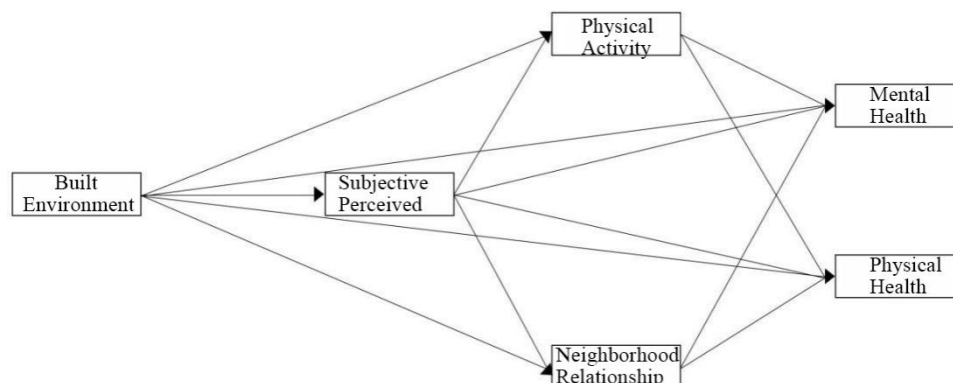 Physical
Activity
Mental
Health
Built
Environment
Subjective
Perceived
Physical
Health
Neighborhood
Relationship